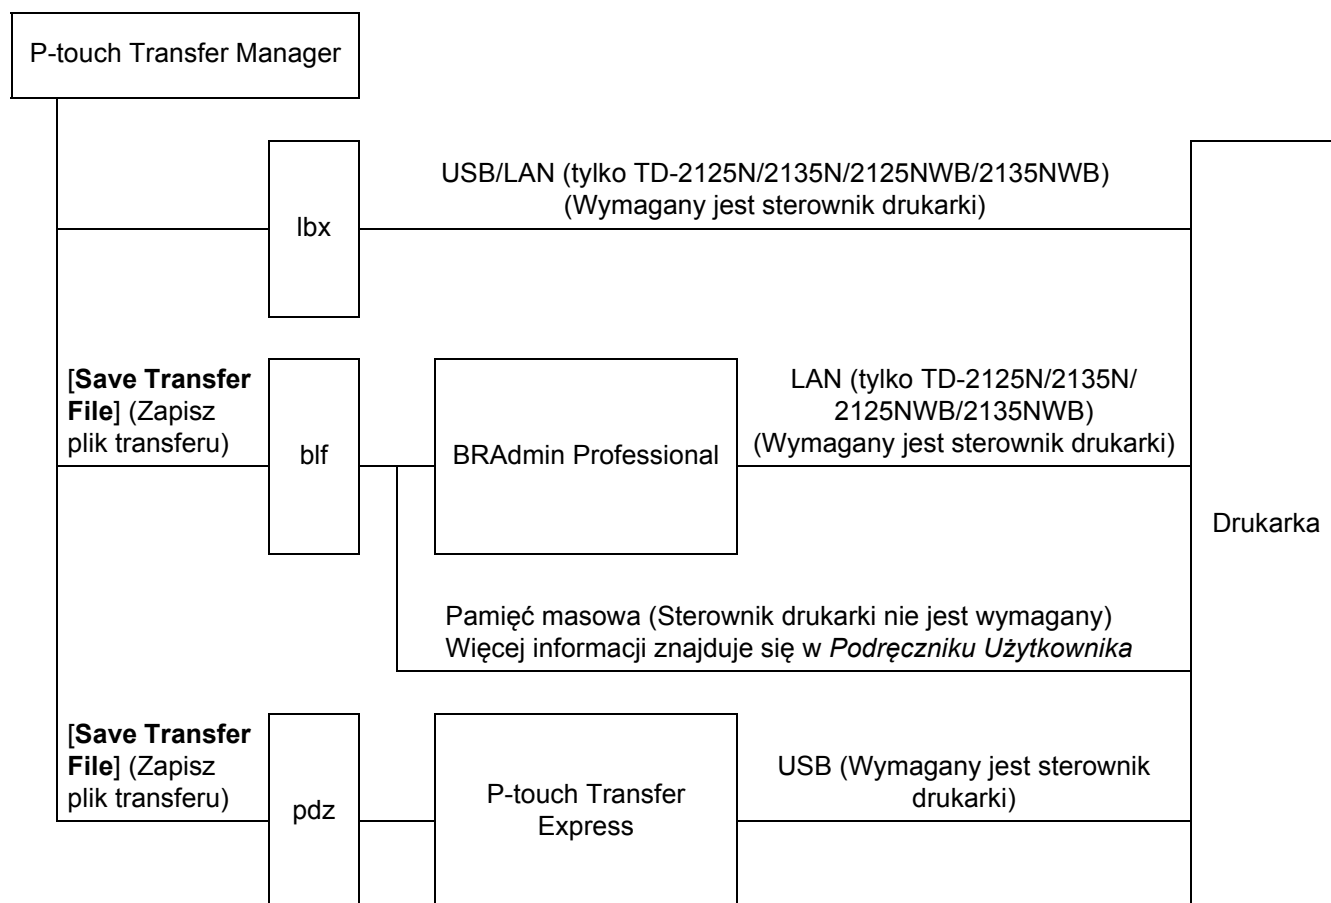 P-touch Transfer Manager
USB/LAN (tylko TD-2125N/2135N/2125NWB/2135NWB)
(Wymagany jest sterownik drukarki)
lbx
[Save Transfer
File] (Zapisz
plik transferu)
blf
BRAdmin Professional
LAN (tylko TD-2125N/2135N/
2125NWB/2135NWB)
(Wymagany jest sterownik drukarki)
Drukarka
Pamięć masowa (Sterownik drukarki nie jest wymagany)
Więcej informacji znajduje się w Podręczniku Użytkownika
[Save Transfer
File] (Zapisz
plik transferu)
pdz
P-touch Transfer
Express
USB (Wymagany jest sterownik
drukarki)